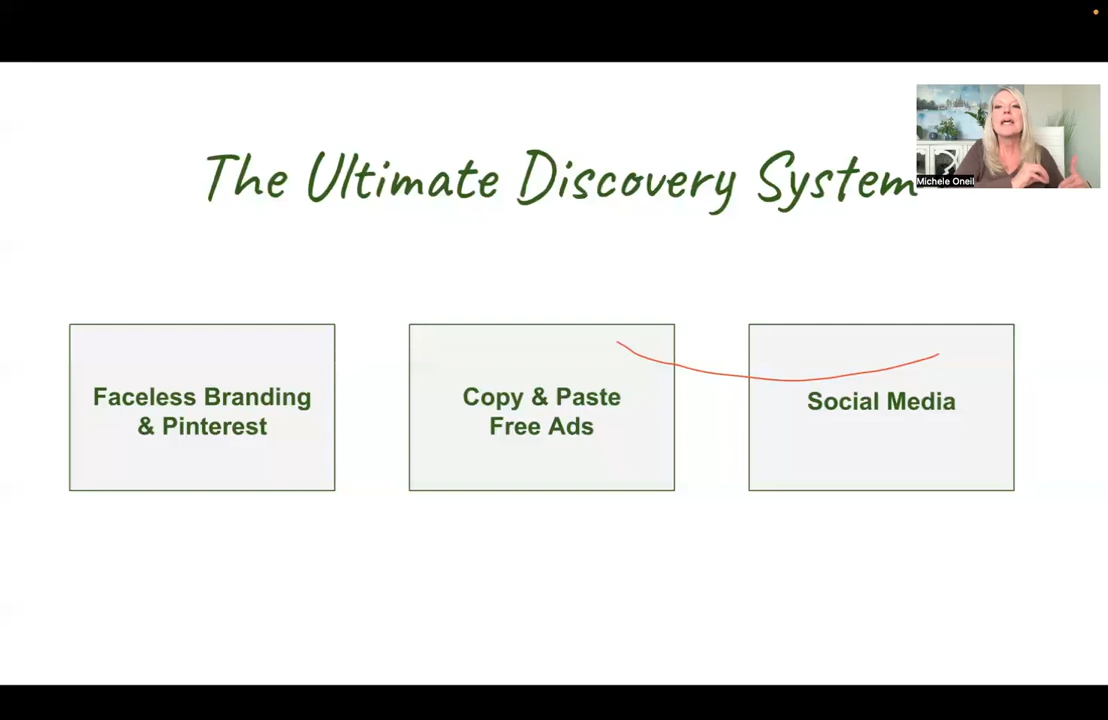 The Ultimate Discovery System
Michele Oneil
Faceless Branding
& Pinterest
Copy & Paste
Free Ads
Social Media